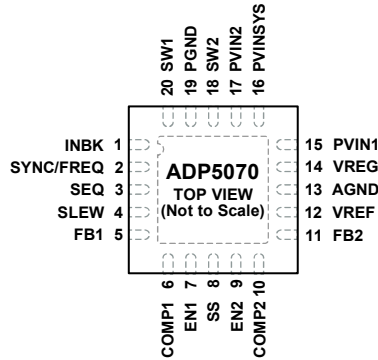 20 SW1
19 PGND
18 SW2
17 PVIN2
16 PVINSYS
INBK 1
SYNC/FREQ 2
SEQ 3
SLEW 4
FB1 5
ADP5070
TOP VIEW
(Not to Scale)
15 PVIN1
14 VREG
13 AGND
12 VREF
11 FB2
COMP1 6
EN1 7
SS 8
EN2 9
COMP2 10